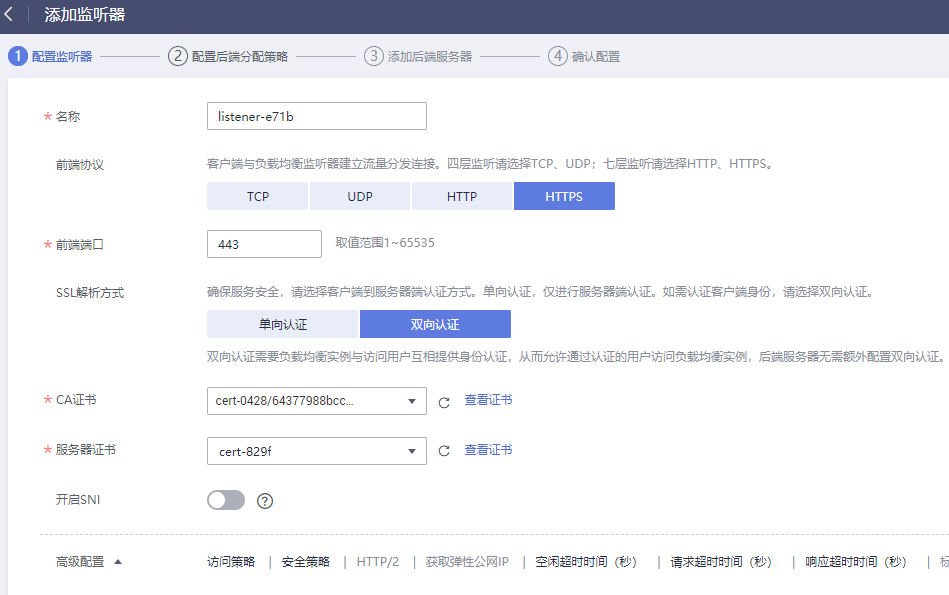 添加监听器
1 配置监听器 2 配置后端分配策略 3 添加后端服务器 4 确认配置
* 名称 listener-e71b
前端协议 客户端与负载均衡监听器建立流量分发连接。四层监听请选择TCP、UDP；七层监听请选择HTTP、HTTPS。
TCP UDP HTTP HTTPS
* 前端端口 443 取值范围1~65535
SSL解析方式 确保服务安全，请选择客户端到服务器端认证方式。单向认证，仅进行服务器端认证。如需认证客户端身份，请选择双向认证。
单向认证 双向认证
双向认证需要负载均衡实例与访问用户互相提供身份认证，从而允许通过认证的用户访问负载均衡实例，后端服务器无需额外配置双向认证。
* CA证书 cert-0428/64377988bcc... 查看证书
* 服务器证书 cert-829f 查看证书
开启SNI ?
高级配置 访问策略 | 安全策略 | HTTP/2 | 获取弹性公网IP | 空闲超时时间（秒） | 请求超时时间（秒） | 响应超时时间（秒） | 标